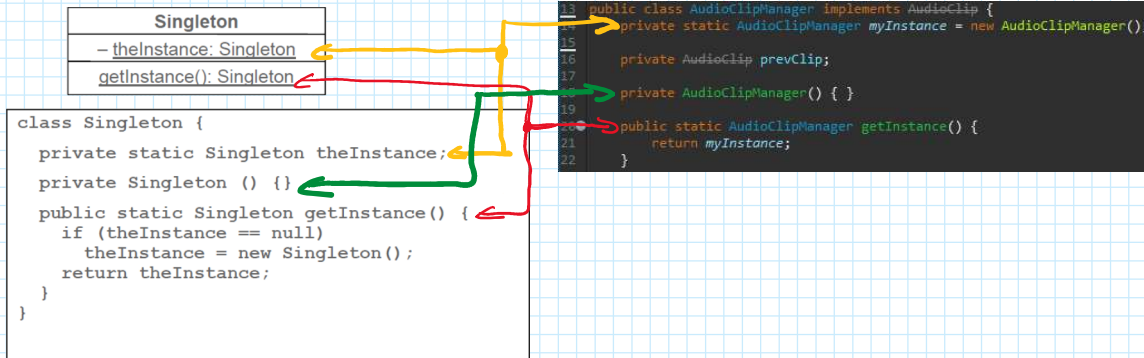 Singleton
– theInstance: Singleton
getInstance(): Singleton
class Singleton {
private static Singleton theInstance;
private Singleton () {}
public static Singleton getInstance() {
if (theInstance == null)
theInstance = new Singleton();
return theInstance;
}
}
13 public class AudioClipManager implements AudioClip {
14 private static AudioClipManager myInstance = new AudioClipManager()
15
16 private AudioClip prevClip;
17
18 private AudioClipManager() { }
19
20 public static AudioClipManager getInstance() {
21 return myInstance;
22 }